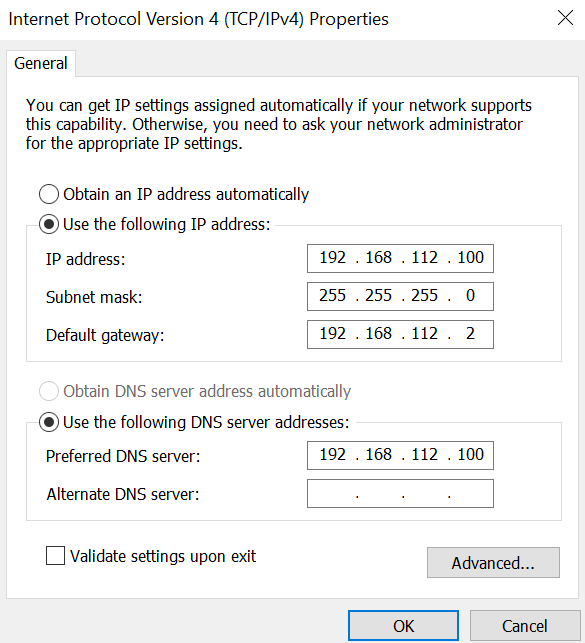 Internet Protocol Version 4 (TCP/IPv4) Properties
General
You can get IP settings assigned automatically if your network supports
this capability. Otherwise, you need to ask your network administrator
for the appropriate IP settings.
Obtain an IP address automatically
Use the following IP address:
IP address: 192 . 168 . 112 . 100
Subnet mask: 255 . 255 . 255 . 0
Default gateway: 192 . 168 . 112 . 2
Obtain DNS server address automatically
Use the following DNS server addresses:
Preferred DNS server: 192 . 168 . 112 . 100
Alternate DNS server: . . .
Validate settings upon exit
Advanced...
OK Cancel